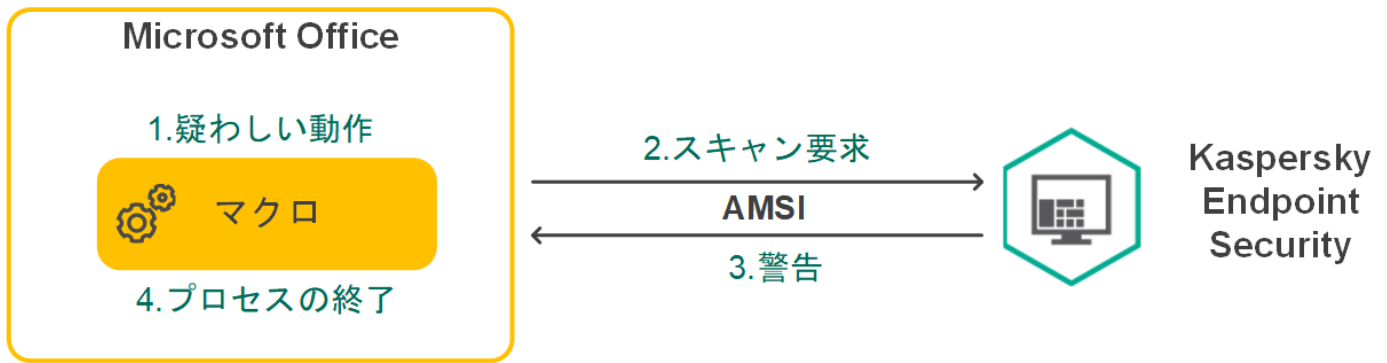 Microsoft Office
1.疑わしい動作
マクロ
4.プロセスの終了
2.スキャン要求
AMSI
3.警告
Kaspersky
Endpoint
Security